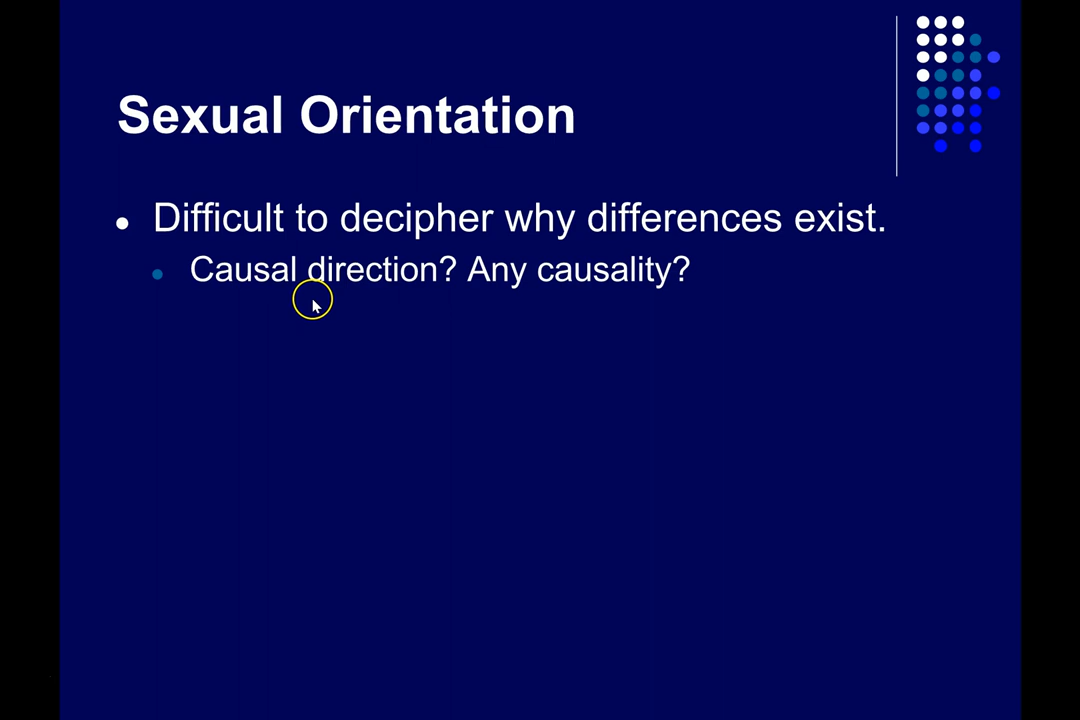 Sexual Orientation
Difficult to decipher why differences exist.
Causal direction? Any causality?